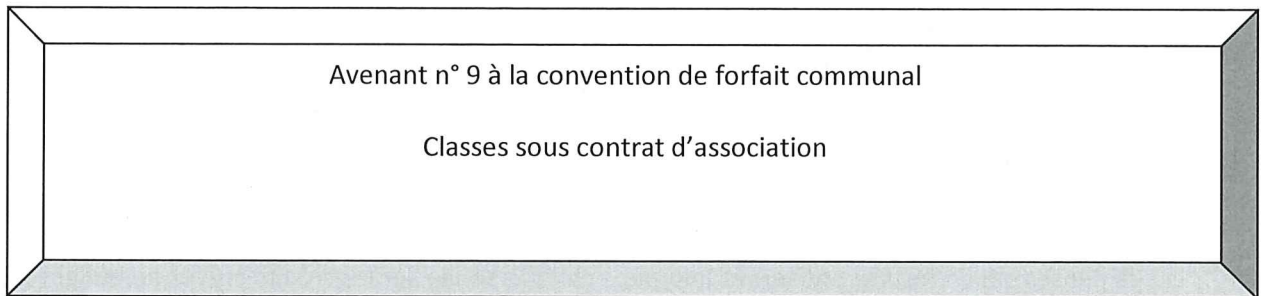 Avenant n° 9 à la convention de forfait communal
Classes sous contrat d'association